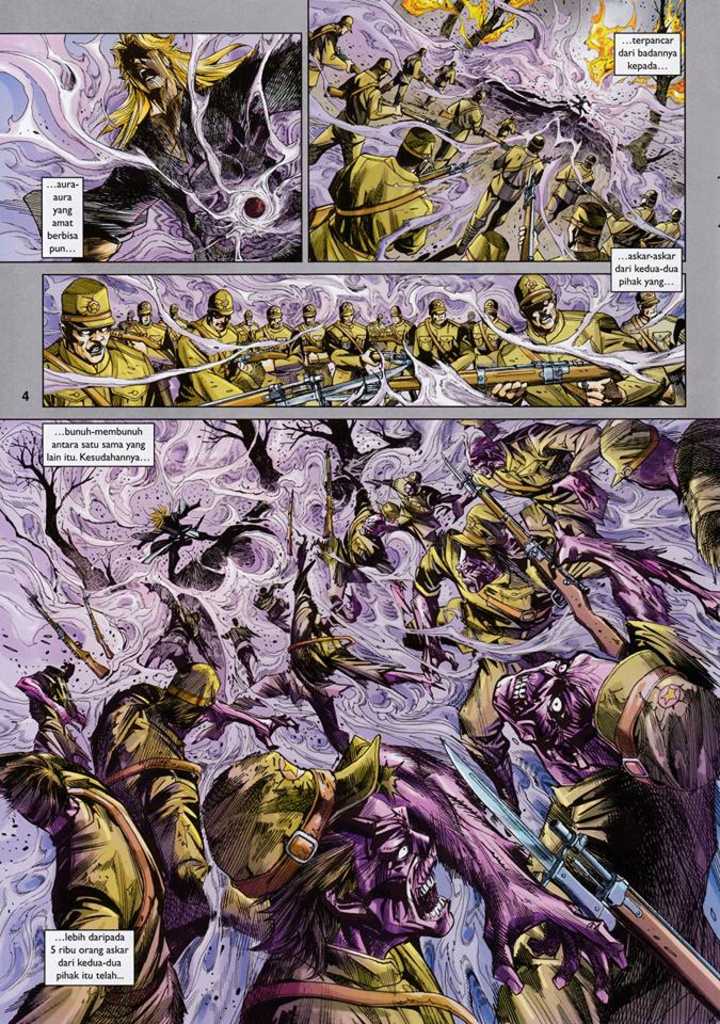 …aura-
aura
yang
amat
berbisa
pun…
…terpancar
dari badannya
kepada…
…askar-askar
dari kedua-dua
pihak yang…
4
…bunuh-membunuh
antara satu sama yang
lain itu. Kesudahannya…
…lebih daripada
5 ribu orang askar
dari kedua-dua
pihak itu telah...